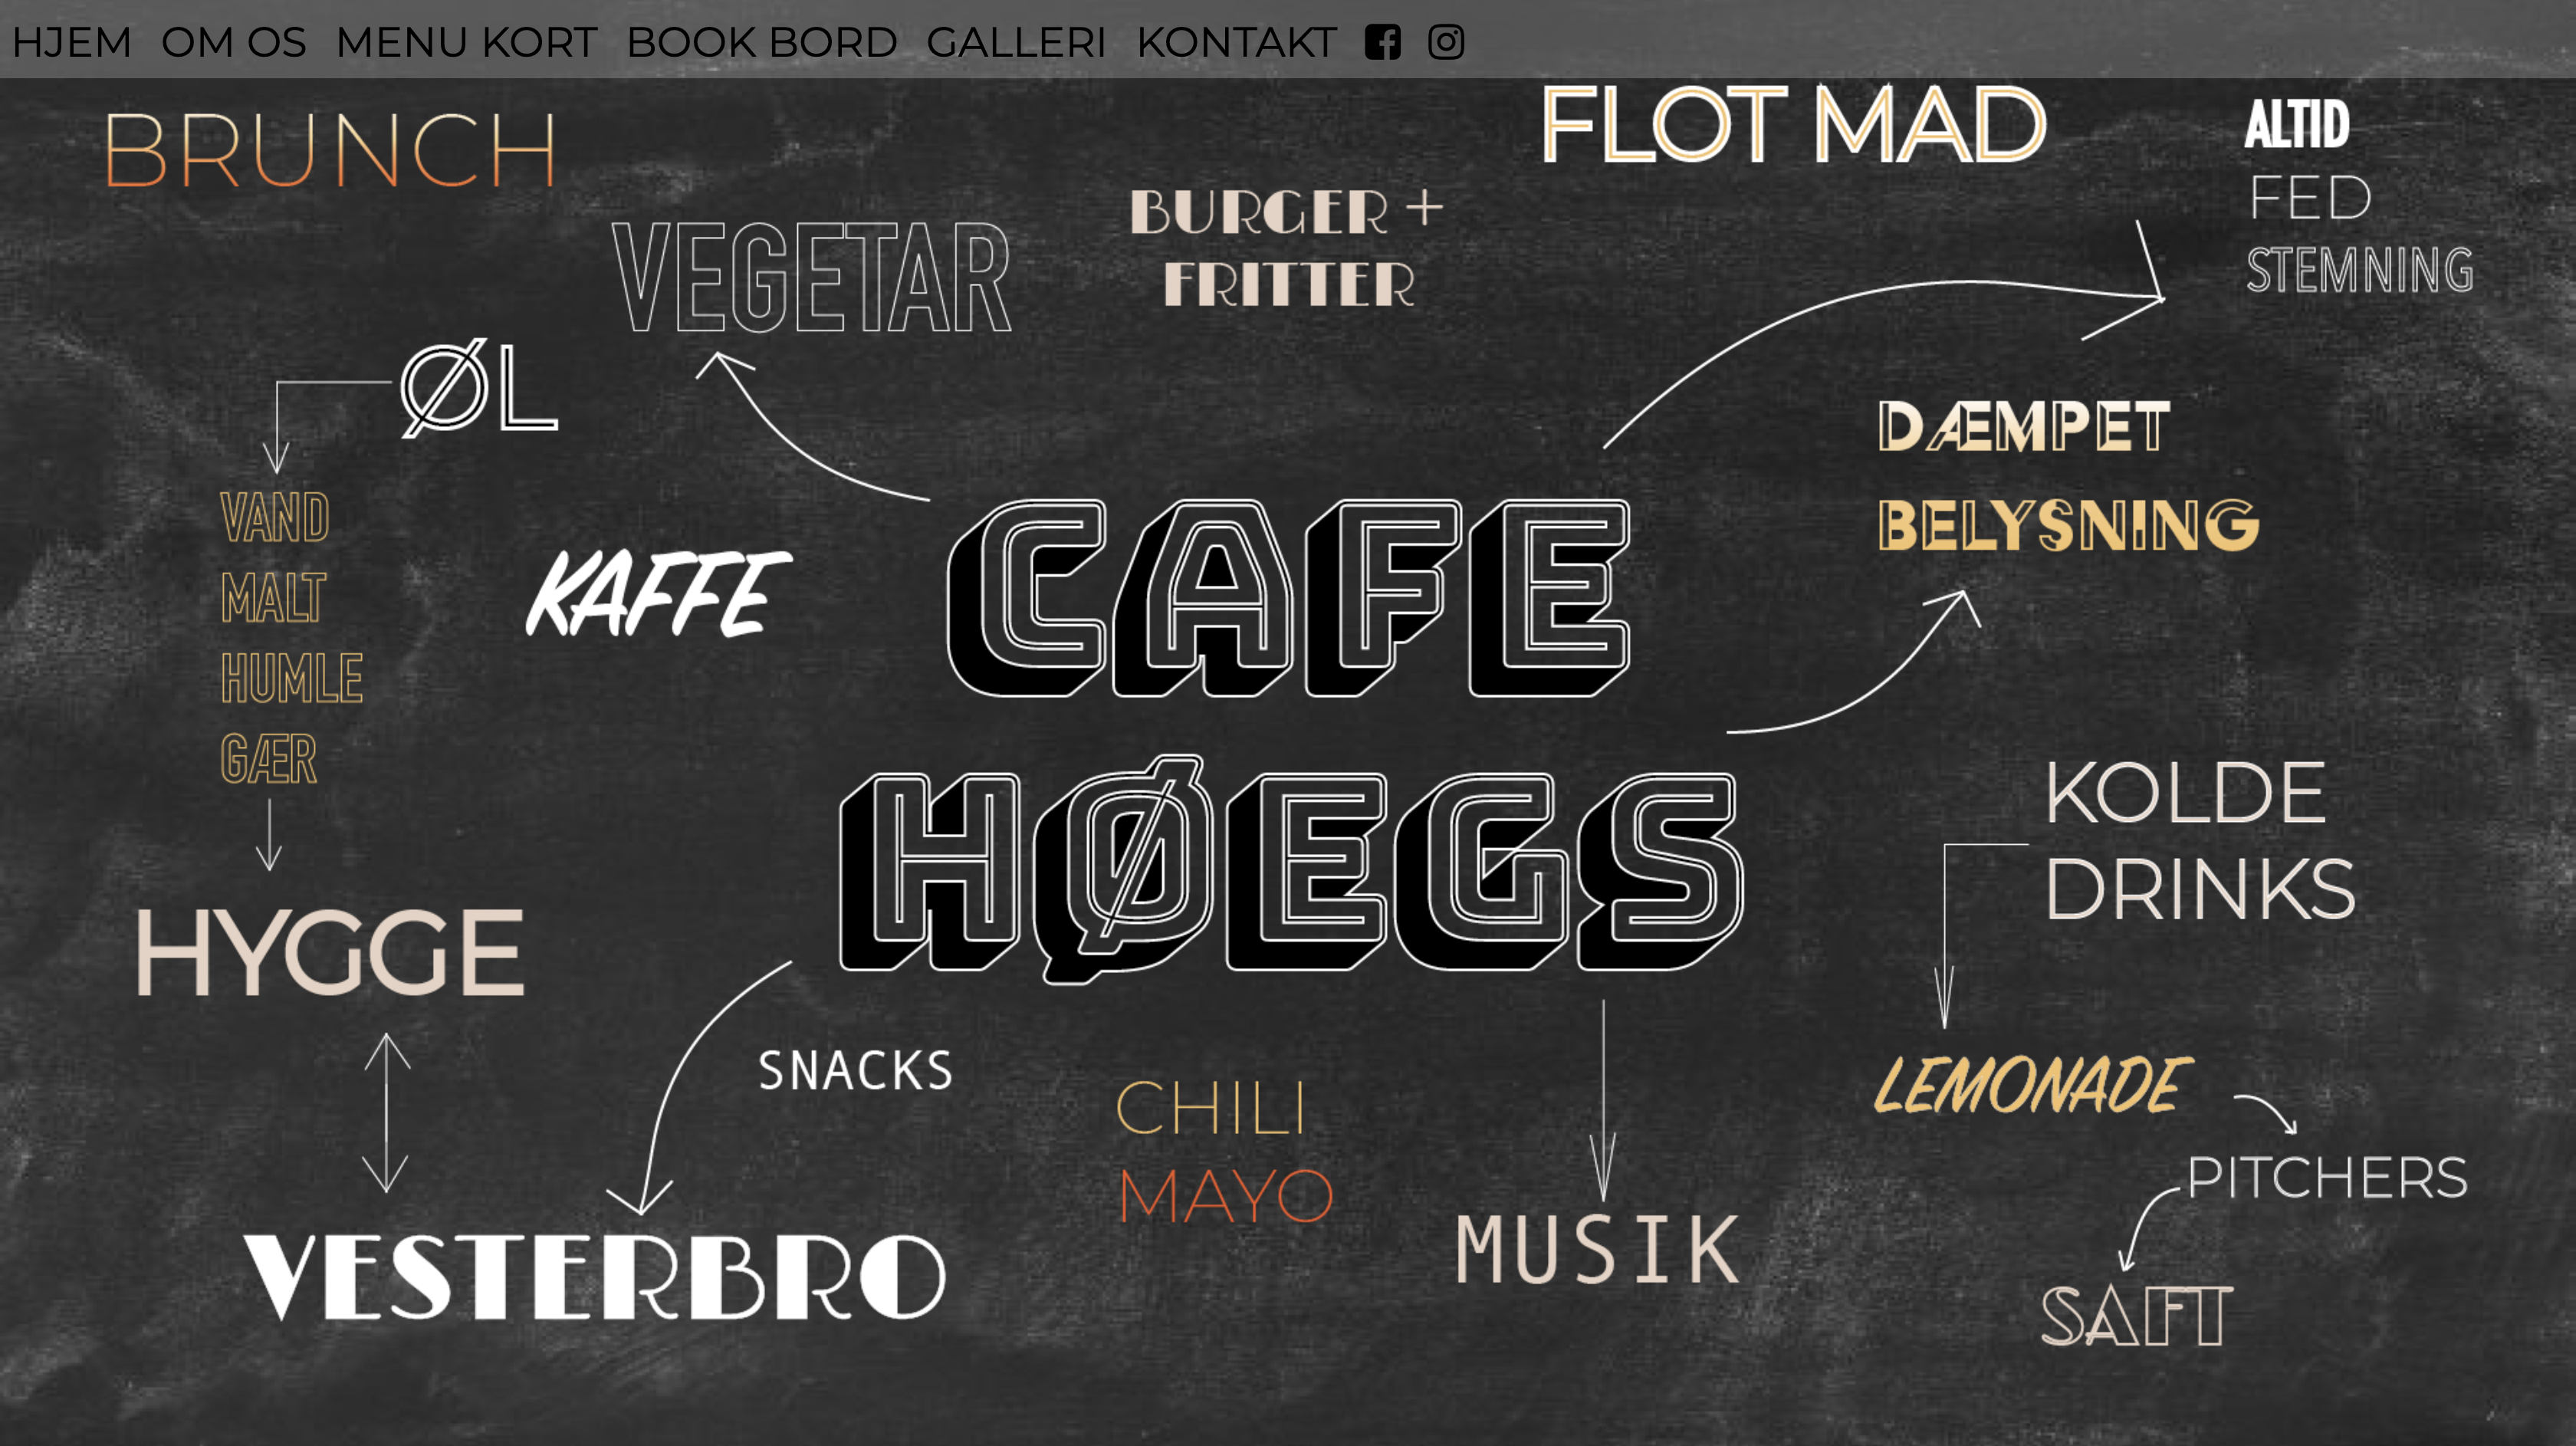 HJEM OM OS MENU KORT BOOK BORD GALLERI KONTAKT
BRUNCH
FLOT MAD
ALTID
FED
STEMNING
VEGETAR
BURGER +
FRITTER
ØL
VAND
MALT
HUMLE
GÆR
KAFFE
CAFE
HØEGS
DÆMPET
BELYSNING
HYGGE
KOLDE
DRINKS
SNACKS
CHILI
MAYO
LEMONADE
PITCHERS
VESTERBRO
MUSIK
SAFT